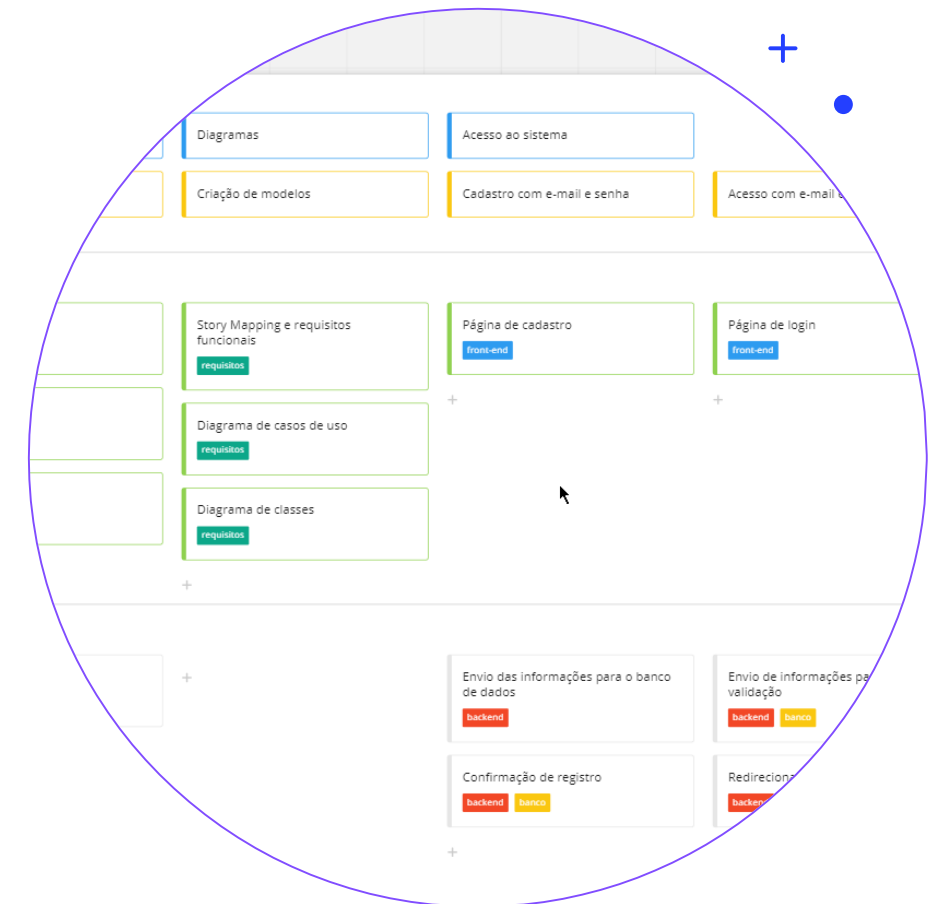 Diagramas
Acesso ao sistema
Criação de modelos
Cadastro com e-mail e senha
Acesso com e-mail
Story Mapping e requisitos
funcionais
requisitos
Página de cadastro
front-end
Página de login
front-end
Diagrama de casos de uso
requisitos
Diagrama de classes
requisitos
Envio das informações para o banco
de dados
backend
Envio de informações
validação
backend banco
Confirmação de registro
backend banco